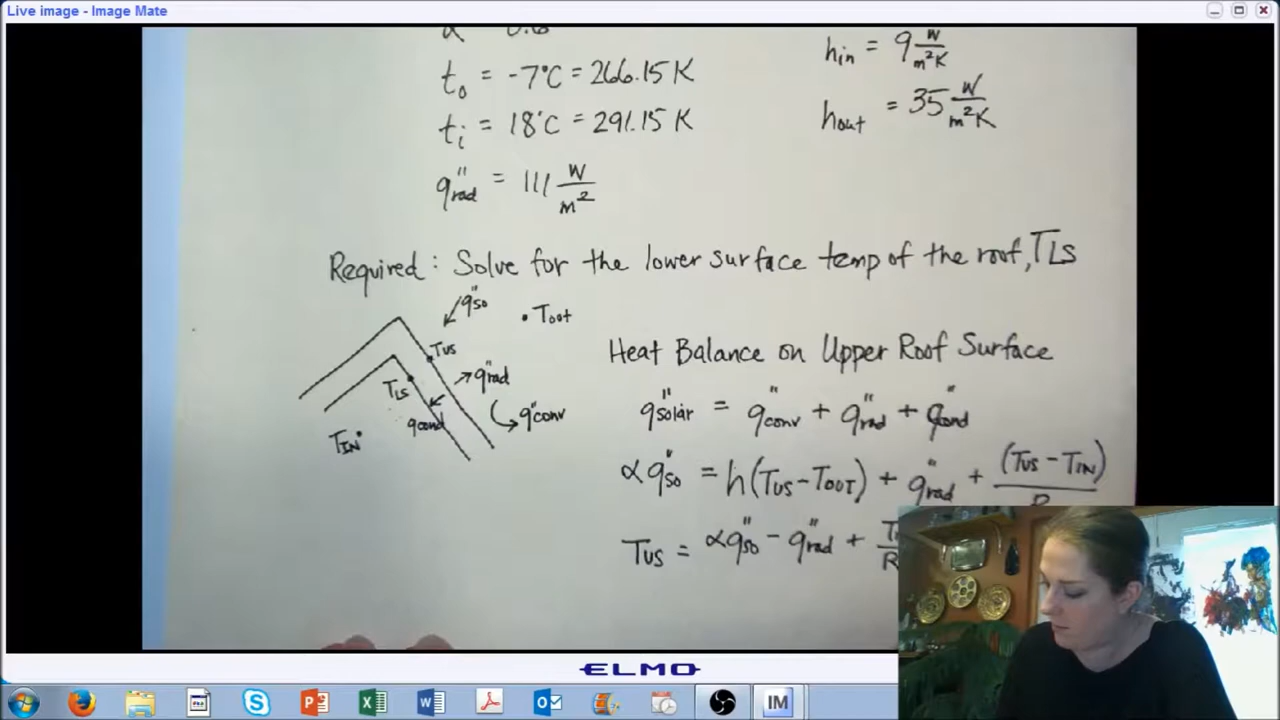 Live image - Image Mate
t₀ = -7°C = 266.15 K
tᵢ = 18°C = 291.15 K
q"rad = 111 W/m²
hin = 9 W/m²K
hout = 35 W/m²K
Required: Solve for the lower surface temp of the roof, TLS
q"so
TOUT
TUS
TLS
q"rad
qcond
q"conv
TIN
Heat Balance on Upper Roof Surface
q"solar = q"conv + q"rad + q"cond
αq"so = h(TUS - TOUT) + q"rad + (TUS - TIN)
TUS = αq"so - q"rad +
ELMO
IM